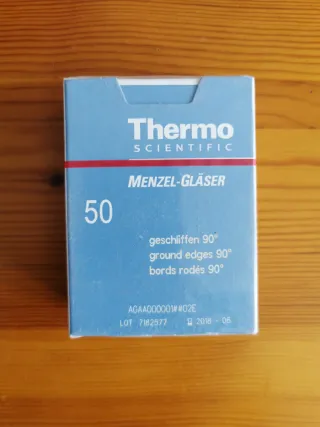 Thermo
SCIENTIFIC
MENZEL-GLÄSER
50
geschliffen 90°
ground edges 90°
bords rodés 90°
AGAA000001##02E
LOT 7182577 2018 - 06